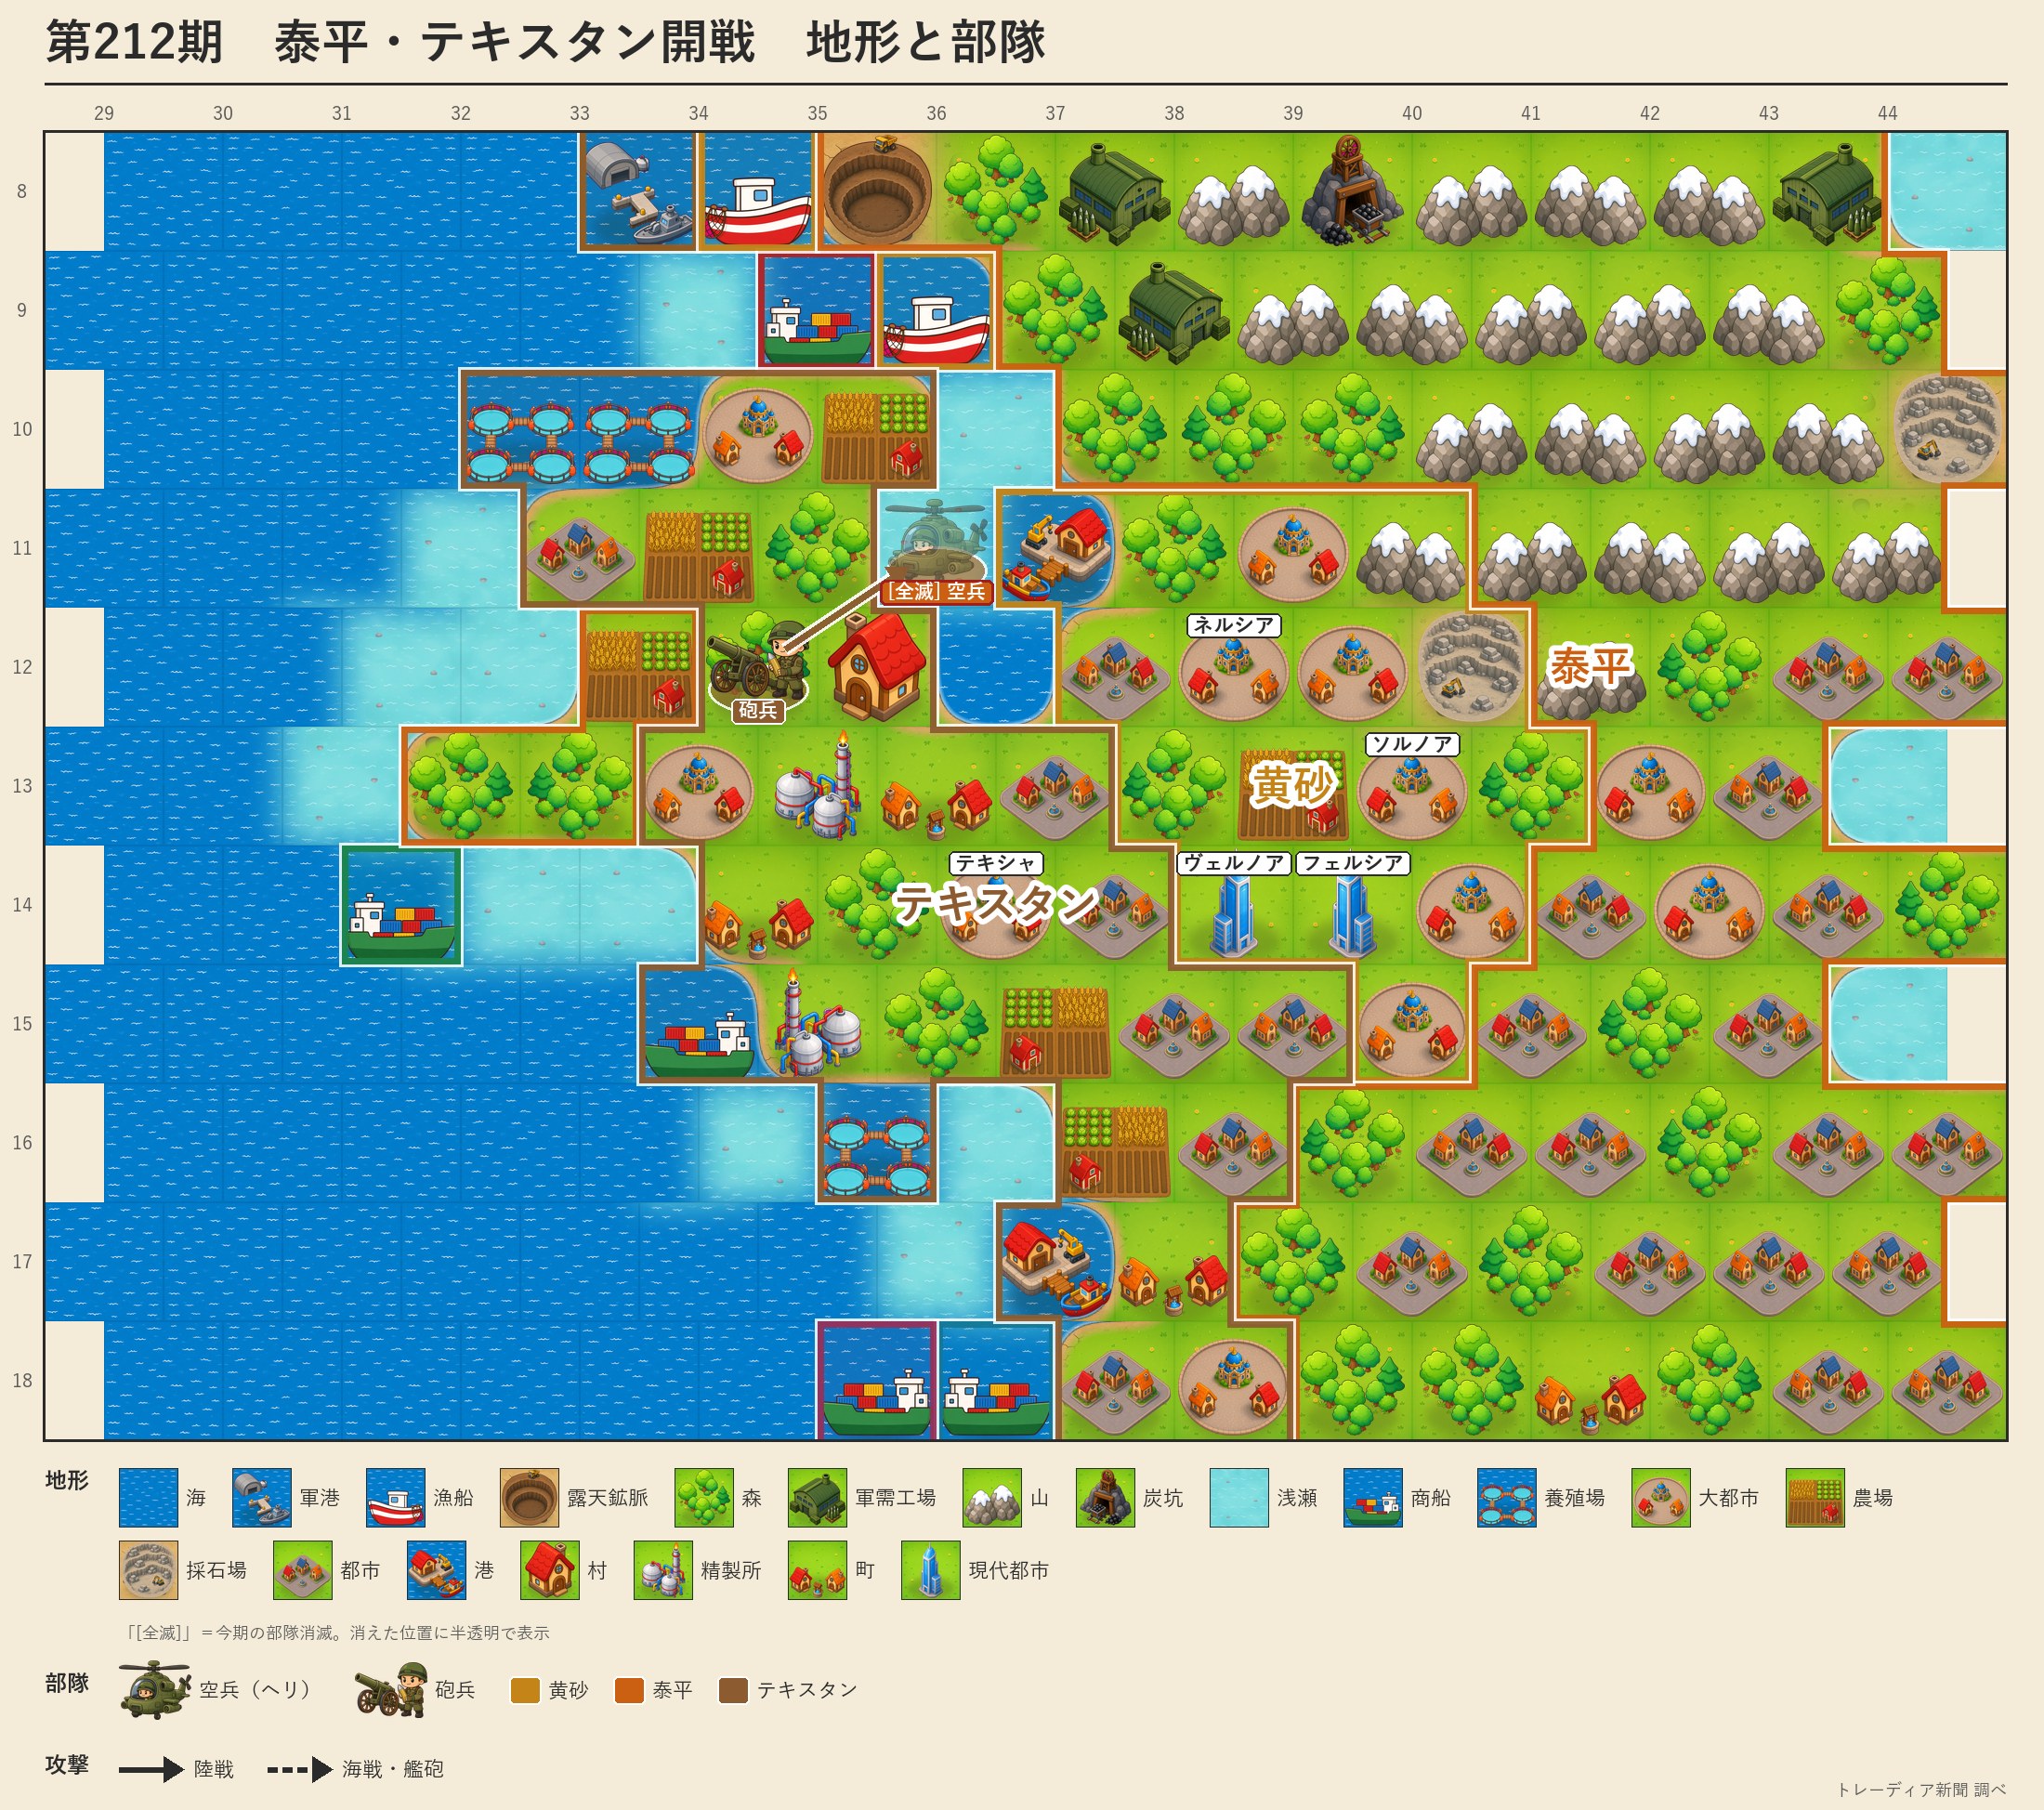 第212期　泰平・テキスタン開戦　地形と部隊
29 30 31 32 33 34 35 36 37 38 39 40 41 42 43 44
8
9
10
11
[全滅] 空兵
ネルシア
12
泰平
砲兵
ソルノア
13
黄砂
テキシャ ヴェルノア フェルシア
14
テキスタン
15
16
17
18
地形 海 軍港 漁船 露天鉱脈 森 軍需工場 山 炭坑 浅瀬 商船 養殖場 大都市 農場
採石場 都市 港 村 精製所 町 現代都市
「[全滅]」＝今期の部隊消滅。消えた位置に半透明で表示
部隊 空兵（ヘリ） 砲兵 黄砂 泰平 テキスタン
攻撃 陸戦 海戦・艦砲
トレーディア新聞 調べ